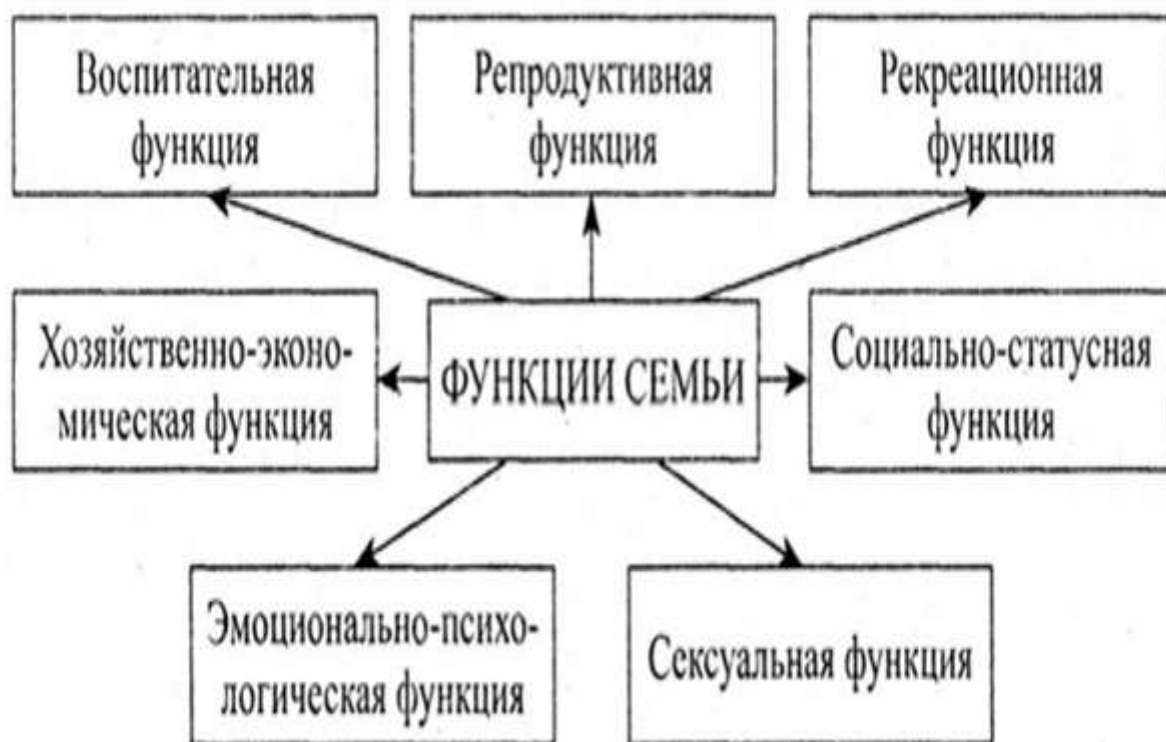 Воспитательная
функция
Репродуктивная
функция
Рекреационная
функция
Хозяйственно-эконо-
мическая функция
ФУНКЦИИ СЕМЬИ
Социально-статусная
функция
Эмоционально-психо-
логическая функция
Сексуальная функция